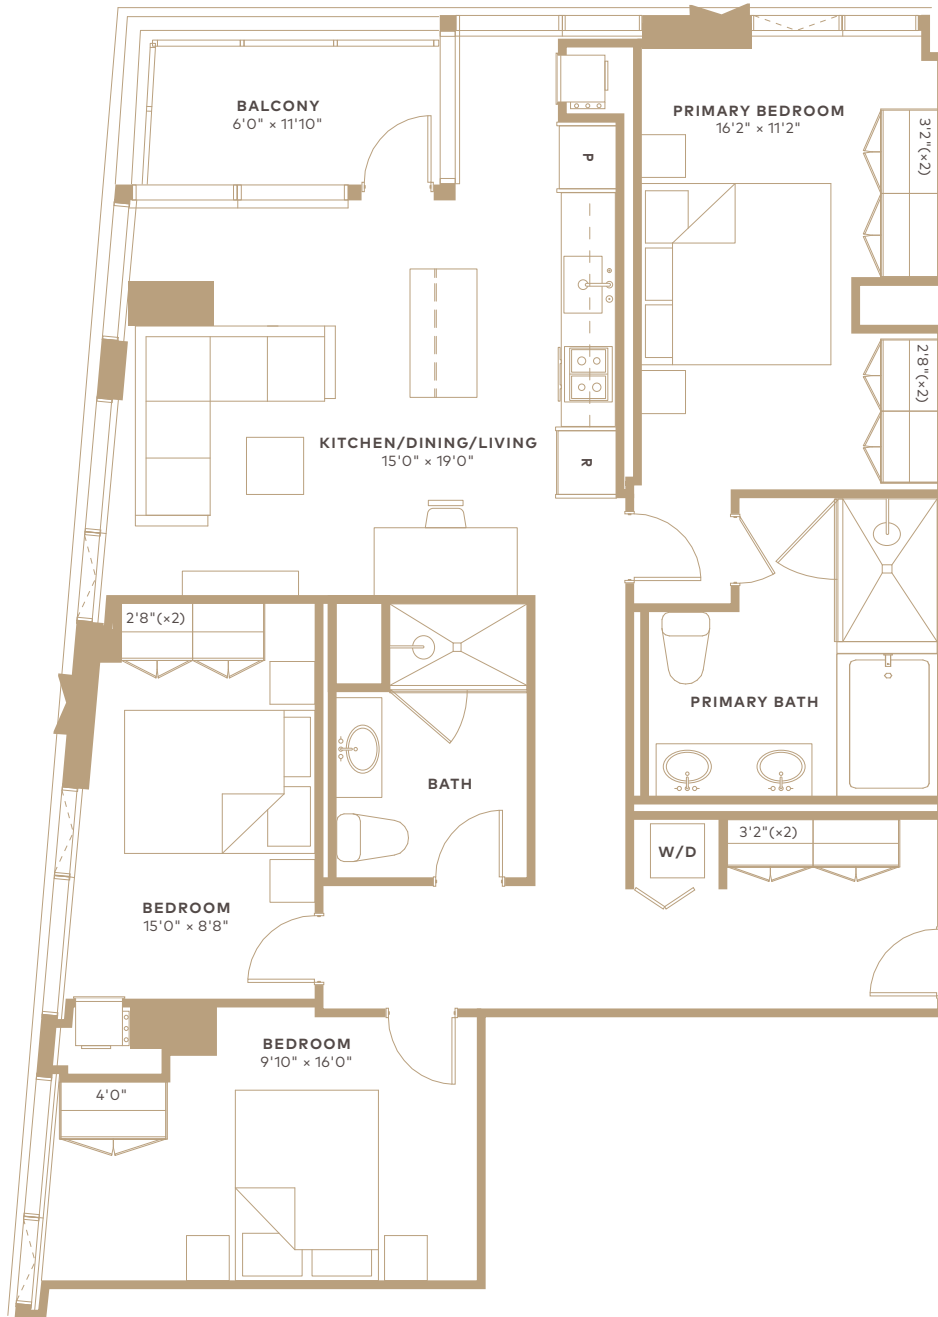 BALCONY
6'0" × 11'10"
PRIMARY BEDROOM
16'2" × 11'2"
3'2"(×2)
P
2'8"(×2)
KITCHEN/DINING/LIVING
15'0" × 19'0"
R
2'8"(×2)
PRIMARY BATH
BATH
3'2"(×2)
W/D
BEDROOM
15'0" × 8'8"
BEDROOM
9'10" × 16'0"
4'0"